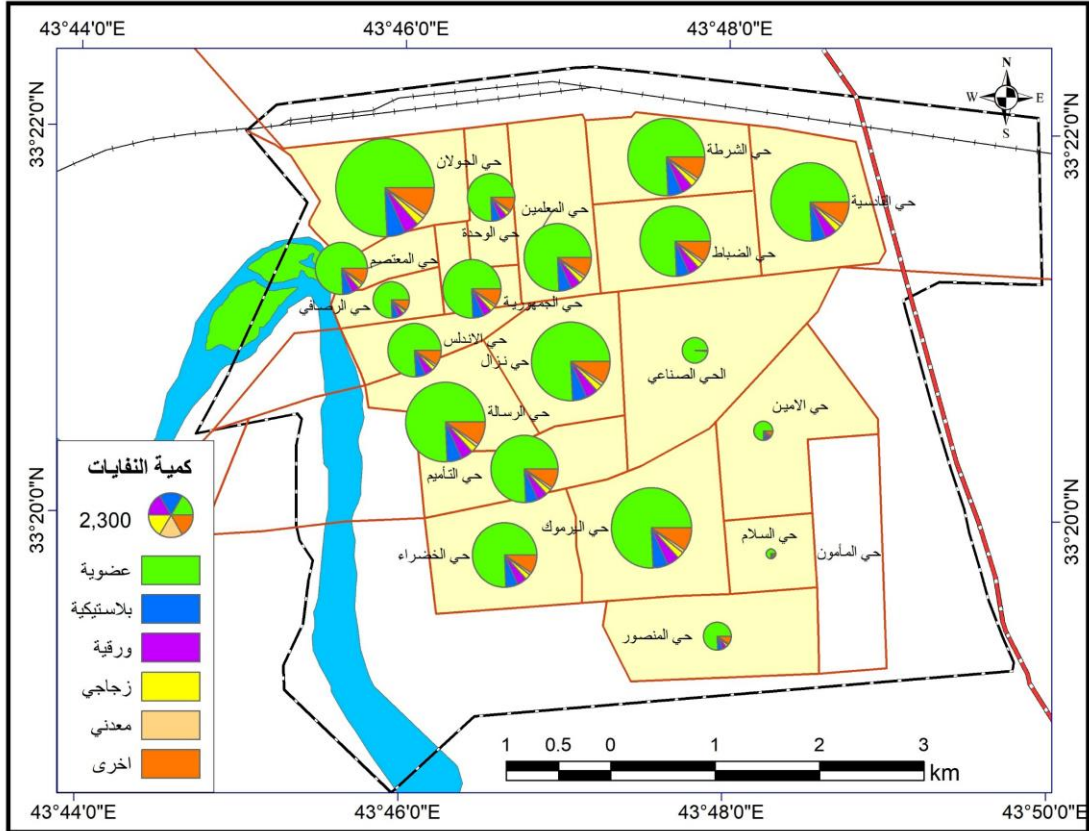 43°44'0"E
43°46'0"E
43°48'0"E
N
W
E
S
33°22'0"N
33°22'0"N
حي الجولان
حي الشرطة
حي القادسية
حي المعلمين
حي الوحدة
حي الضباط
حي المعتصم
حي الرصافي
حي الجمهورية
حي الاندلس
حي نزال
الحي الصناعي
حي الامين
حي الرسالة
حي التأميم
حي اليرموك
حي السلام
حي المأمون
حي الخضراء
حي المنصور
33°20'0"N
33°20'0"N
كمية النفايات
2,300
عضوية
بلاستيكية
ورقية
زجاجي
معدني
اخرى
1 0.5 0 1 2 3
km
43°44'0"E
43°46'0"E
43°48'0"E
43°50'0"E